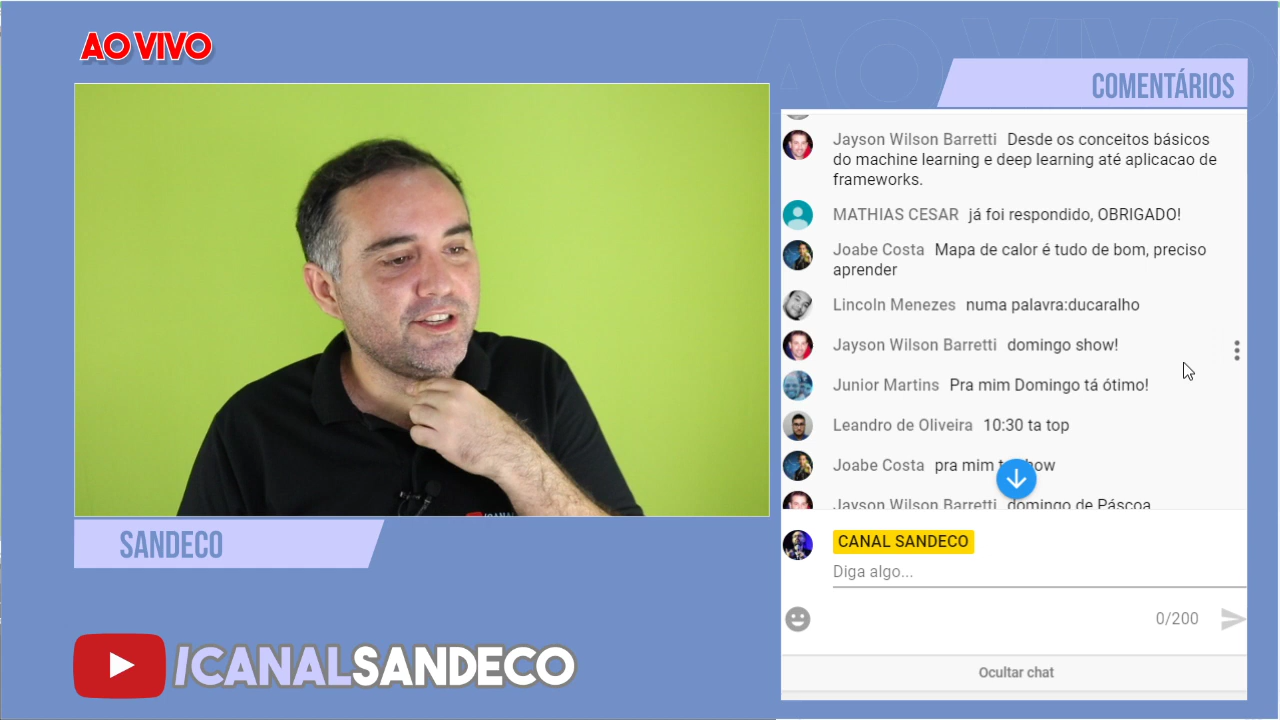 AO VIVO
COMENTÁRIOS
Jayson Wilson Barretti Desde os conceitos básicos
do machine learning e deep learning até aplicacao de
frameworks.
MATHIAS CESAR já foi respondido, OBRIGADO!
Joabe Costa Mapa de calor é tudo de bom, preciso
aprender
Lincoln Menezes numa palavra:ducaralho
Jayson Wilson Barretti domingo show!
Junior Martins Pra mim Domingo tá ótimo!
Leandro de Oliveira 10:30 ta top
Joabe Costa pra mim
Jayson Wilson Barretti domingo de Páscoa
CANAL SANDECO
Diga algo...
0/200
Ocultar chat
SANDECO
/CANALSANDECO